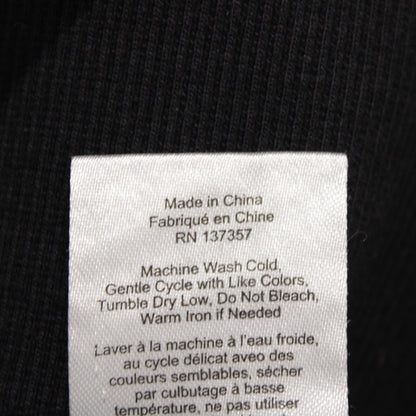 Made in China
Fabriqué en Chine
RN 137357
Machine Wash Cold,
Gentle Cycle with Like Colors,
Tumble Dry Low, Do Not Bleach,
Warm Iron if Needed
Laver à la machine à l'eau froide,
au cycle délicat avec des
couleurs semblables, sécher
par culbutage à basse
température, ne pas utiliser